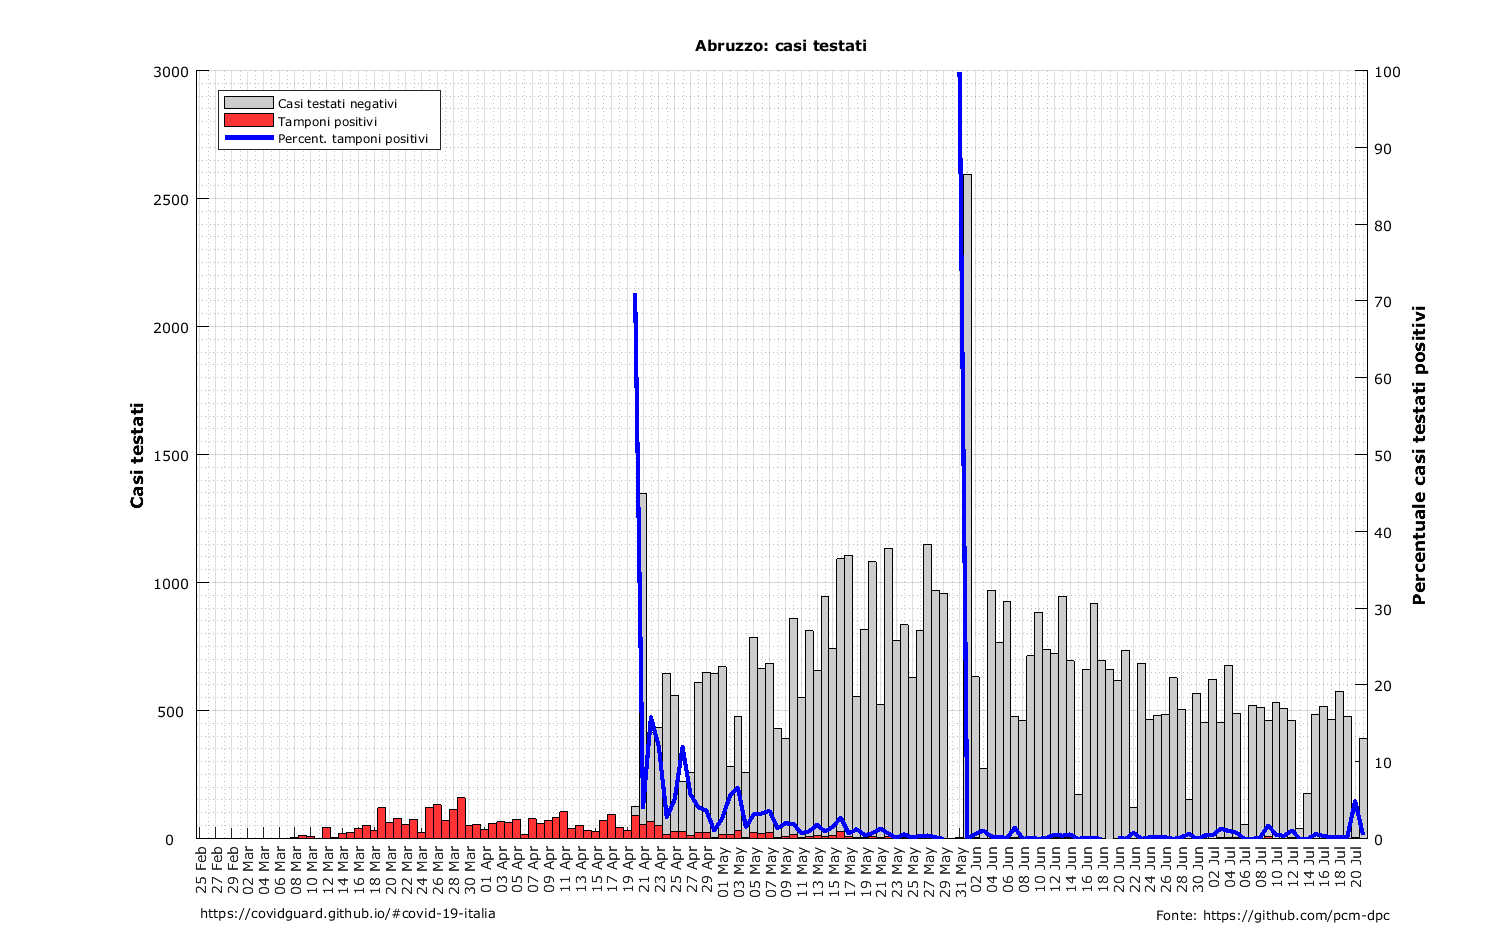 Abruzzo: casi testati
Casi testati negativi
Tamponi positivi
Percent. tamponi positivi
Casi testati
3000
2500
2000
1500
1000
500
0
100
90
80
70
60
50
40
30
20
10
0
Percentuale casi testati positivi
25 Feb
27 Feb
29 Feb
02 Mar
04 Mar
06 Mar
08 Mar
10 Mar
12 Mar
14 Mar
16 Mar
18 Mar
20 Mar
22 Mar
24 Mar
26 Mar
28 Mar
30 Mar
01 Apr
03 Apr
05 Apr
07 Apr
09 Apr
11 Apr
13 Apr
15 Apr
17 Apr
19 Apr
21 Apr
23 Apr
25 Apr
27 Apr
29 Apr
01 May
03 May
05 May
07 May
09 May
11 May
13 May
15 May
17 May
19 May
21 May
23 May
25 May
27 May
29 May
31 May
02 Jun
04 Jun
06 Jun
08 Jun
10 Jun
12 Jun
14 Jun
16 Jun
18 Jun
20 Jun
22 Jun
24 Jun
26 Jun
28 Jun
30 Jun
02 Jul
04 Jul
06 Jul
08 Jul
10 Jul
12 Jul
14 Jul
16 Jul
18 Jul
20 Jul
https://covidguard.github.io/#covid-19-italia
Fonte: https://github.com/pcm-dpc